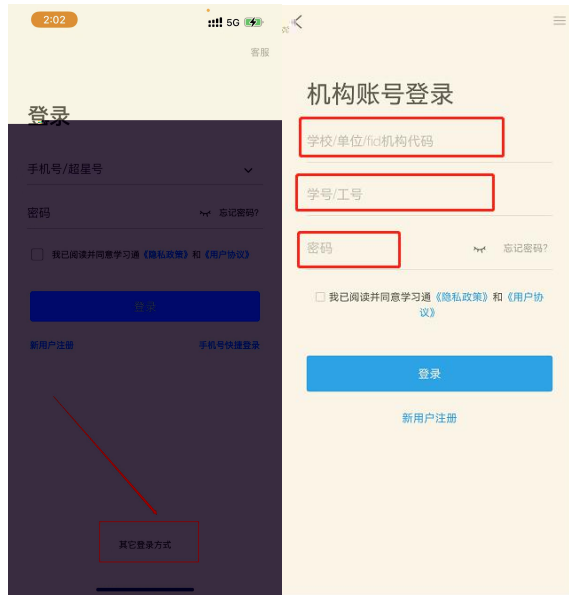 2:02
5G
客服
登录
手机号/超星号
密码
忘记密码?
我已阅读并同意学习通《隐私政策》和《用户协议》
登录
新用户注册
手机号快捷登录
其它登录方式
机构账号登录
学校/单位/fid机构代码
学号/工号
密码
忘记密码?
我已阅读并同意学习通《隐私政策》和《用户协
议》
登录
新用户注册